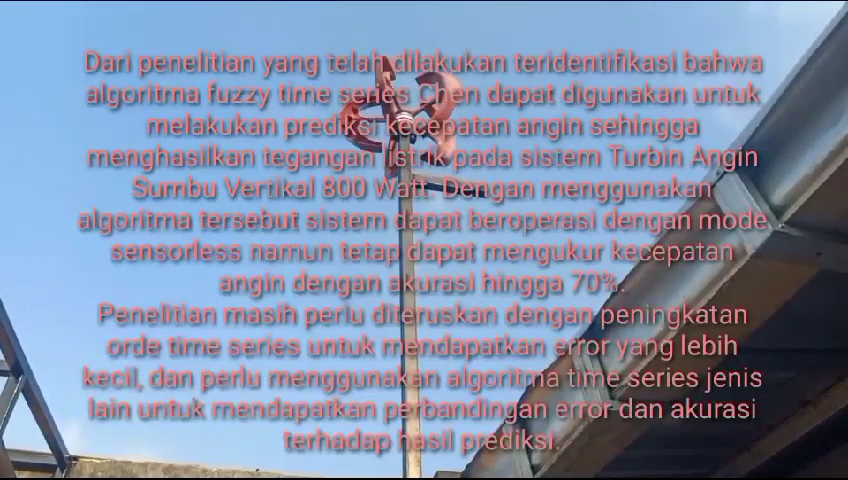 Dari penelitian yang telah dilakukan teridentifikasi bahwa
algoritma fuzzy time series Chen dapat digunakan untuk
melakukan prediksi kecepatan angin sehingga
menghasilkan tegangan listrik pada sistem Turbin Angin
Sumbu Vertikal 800 Watt. Dengan menggunakan
algoritma tersebut sistem dapat beroperasi dengan mode
sensorless namun tetap dapat mengukur kecepatan
angin dengan akurasi hingga 70%.
Penelitian masih perlu diteruskan dengan peningkatan
orde time series untuk mendapatkan error yang lebih
kecil, dan perlu menggunakan algoritma time series jenis
lain untuk mendapatkan perbandingan error dan akurasi
terhadap hasil prediksi.